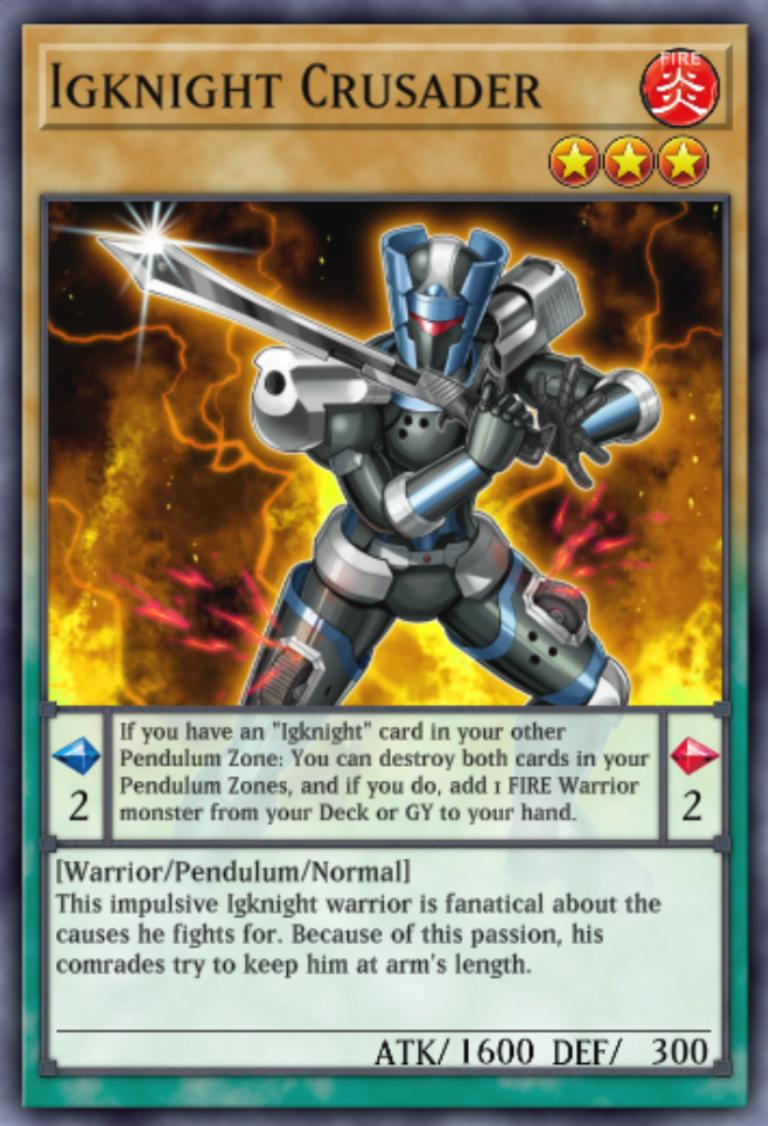 Igknight Crusader
FIRE
炎
If you have an "Igknight" card in your other
Pendulum Zone: You can destroy both cards in your
Pendulum Zones, and if you do, add 1 FIRE Warrior
monster from your Deck or GY to your hand.
2
2
[Warrior/Pendulum/Normal]
This impulsive Igknight warrior is fanatical about the
causes he fights for. Because of this passion, his
comrades try to keep him at arm's length.
ATK/ 1600 DEF/ 300